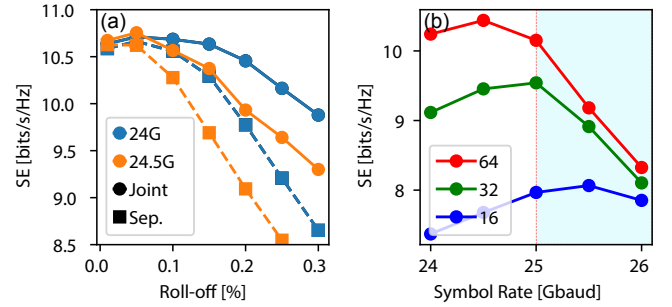 (a)
SE [bits/s/Hz]
11.0
10.5
10.0
9.5
9.0
8.5
24G
24.5G
Joint
Sep.
0.0 0.1 0.2 0.3
Roll-off [%]
(b)
SE [bits/s/Hz]
10
9
8
64
32
16
24 25 26
Symbol Rate [Gbaud]